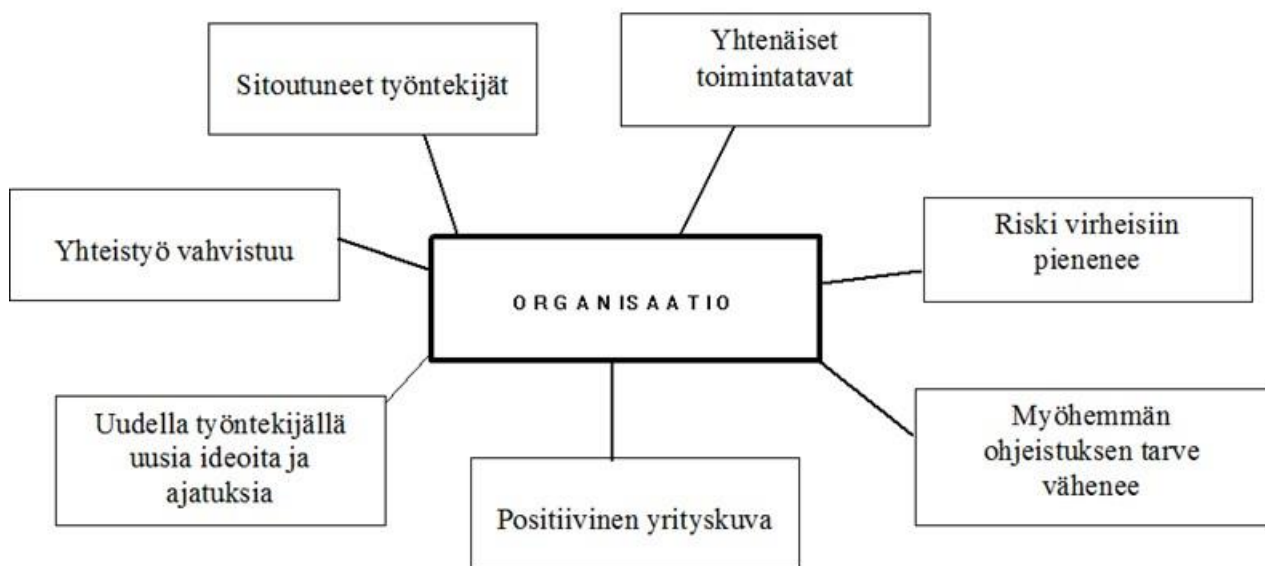 Sitoutuneet työntekijät
Yhtenäiset
toimintatavat
Yhteistyö vahvistuu
Riski virheisiin
pienenee
ORGANISAATIO
Uudella työntekijällä
uusia ideoita ja
ajatuksia
Positiivinen yrityskuva
Myöhemmän
ohjeistuksen tarve
vähenee